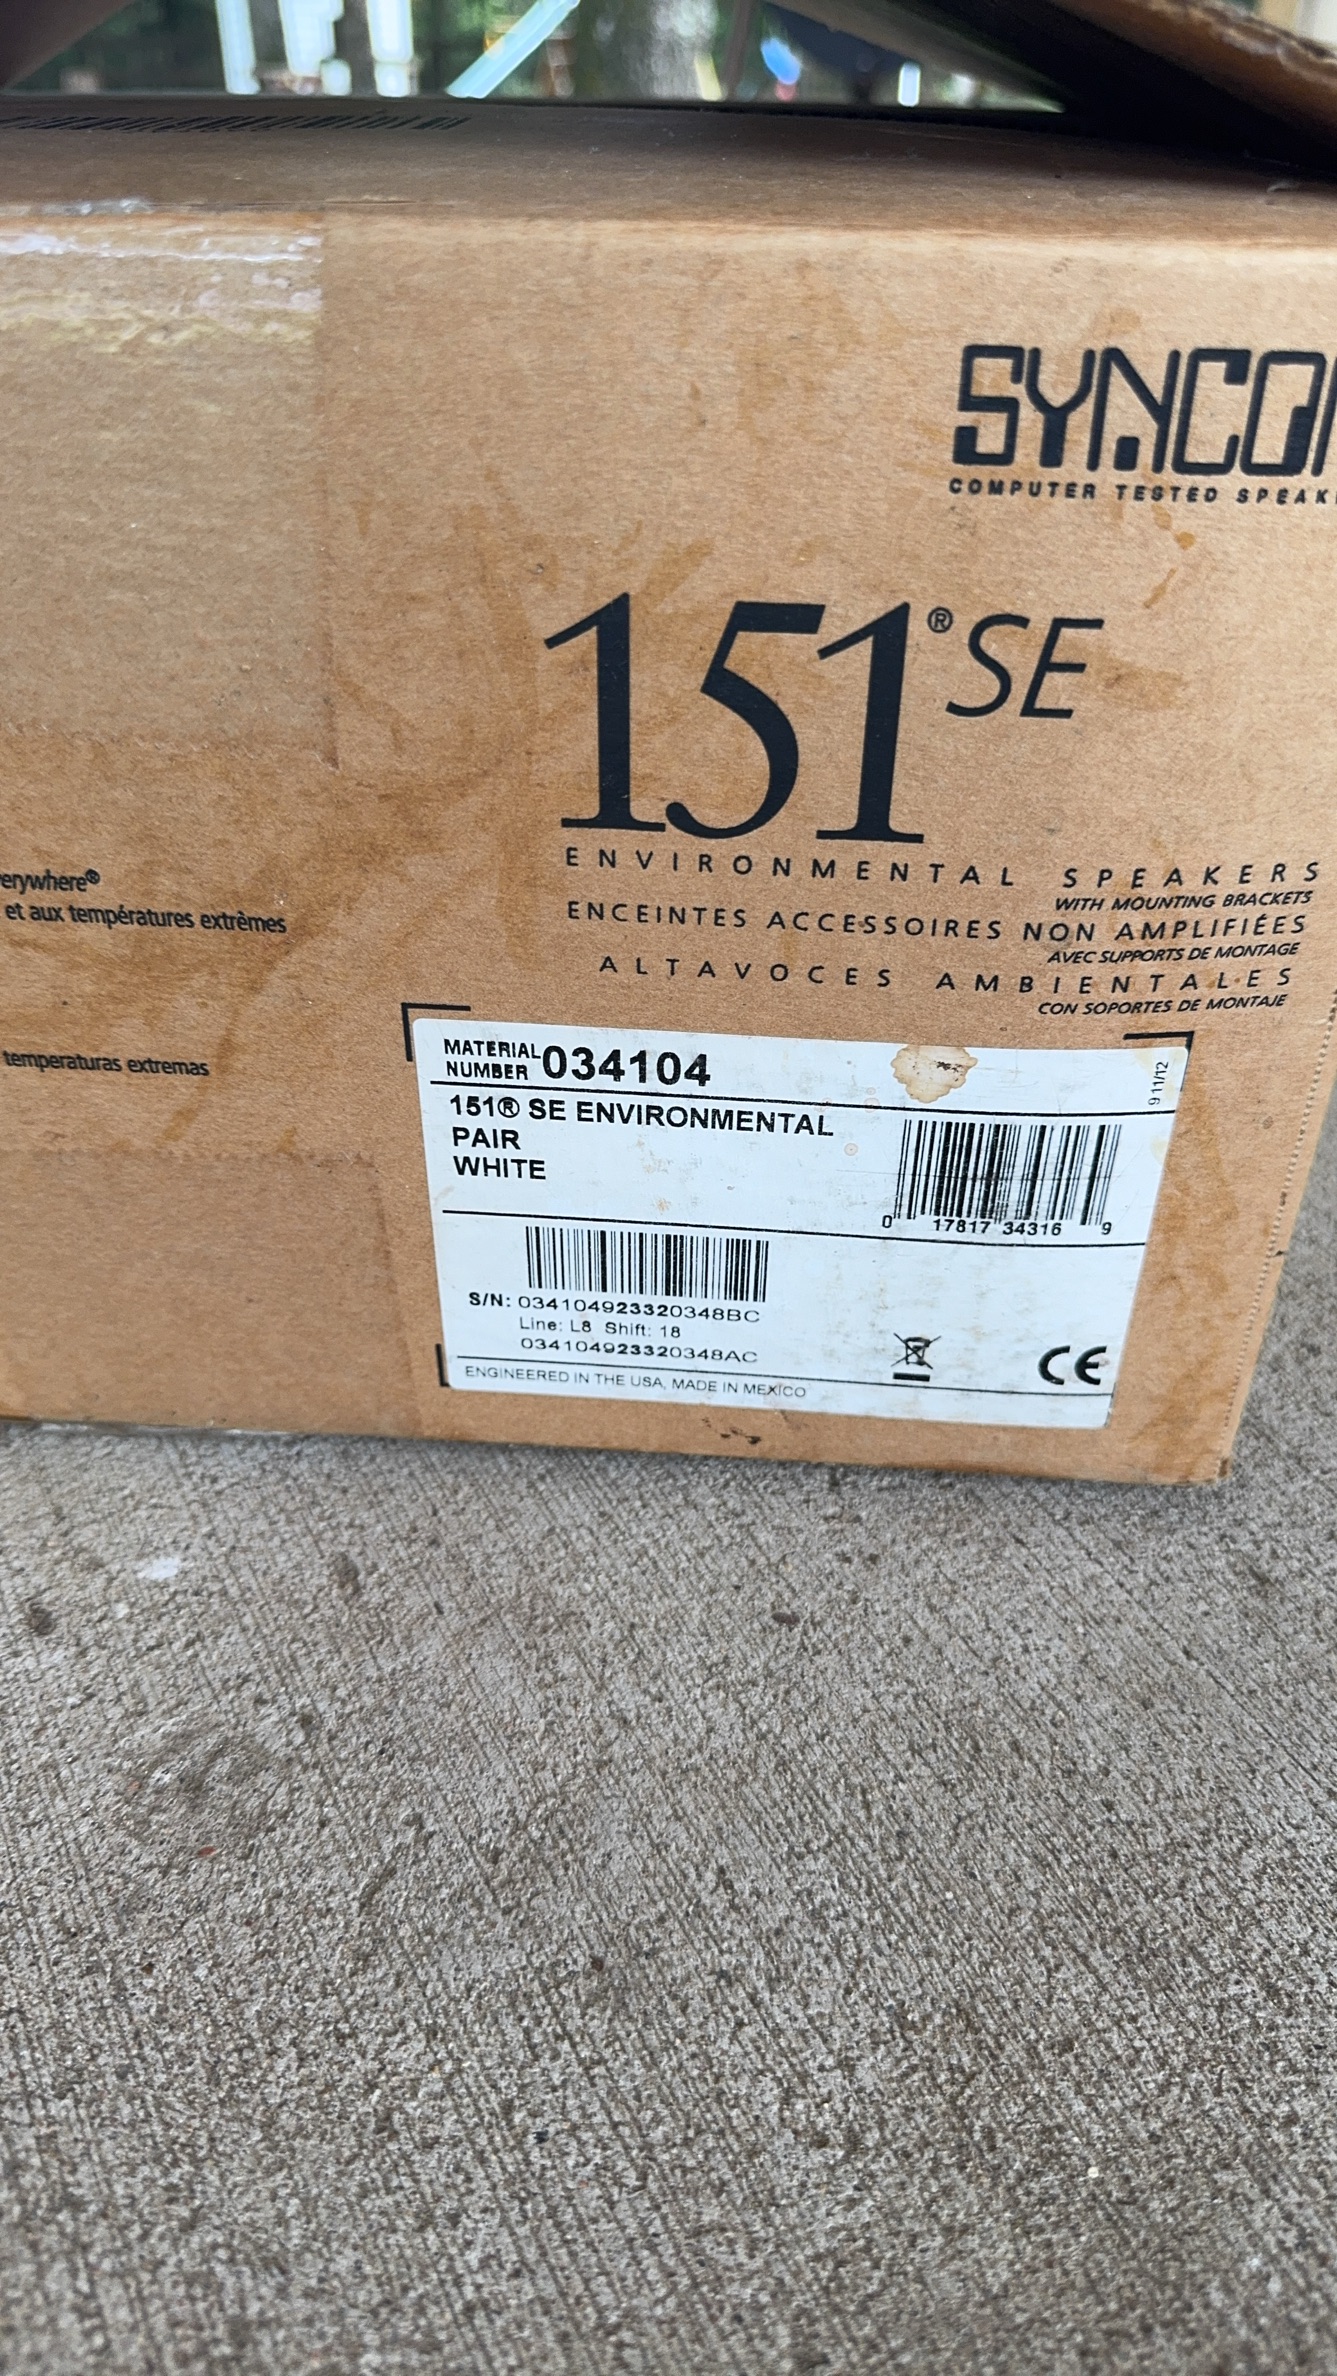 SYNCO
COMPUTER TESTED SPEAK
151® SE
ENVIRONMENTAL SPEAKERS
WITH MOUNTING BRACKETS
ENCEINTES ACCESSOIRES NON AMPLIFIÉES
AVEC SUPPORTS DE MONTAGE
ALTAVOCES AMBIENTALES
CON SOPORTES DE MONTAJE
erywhere®
et aux températures extrêmes
temperaturas extremas
MATERIAL NUMBER 034104
9 11/12
151® SE ENVIRONMENTAL
PAIR
WHITE
0 17817 34316 9
S/N: 034104923320348BC
Line: L8 Shift: 18
034104923320348AC
CE
ENGINEERED IN THE USA, MADE IN MEXICO